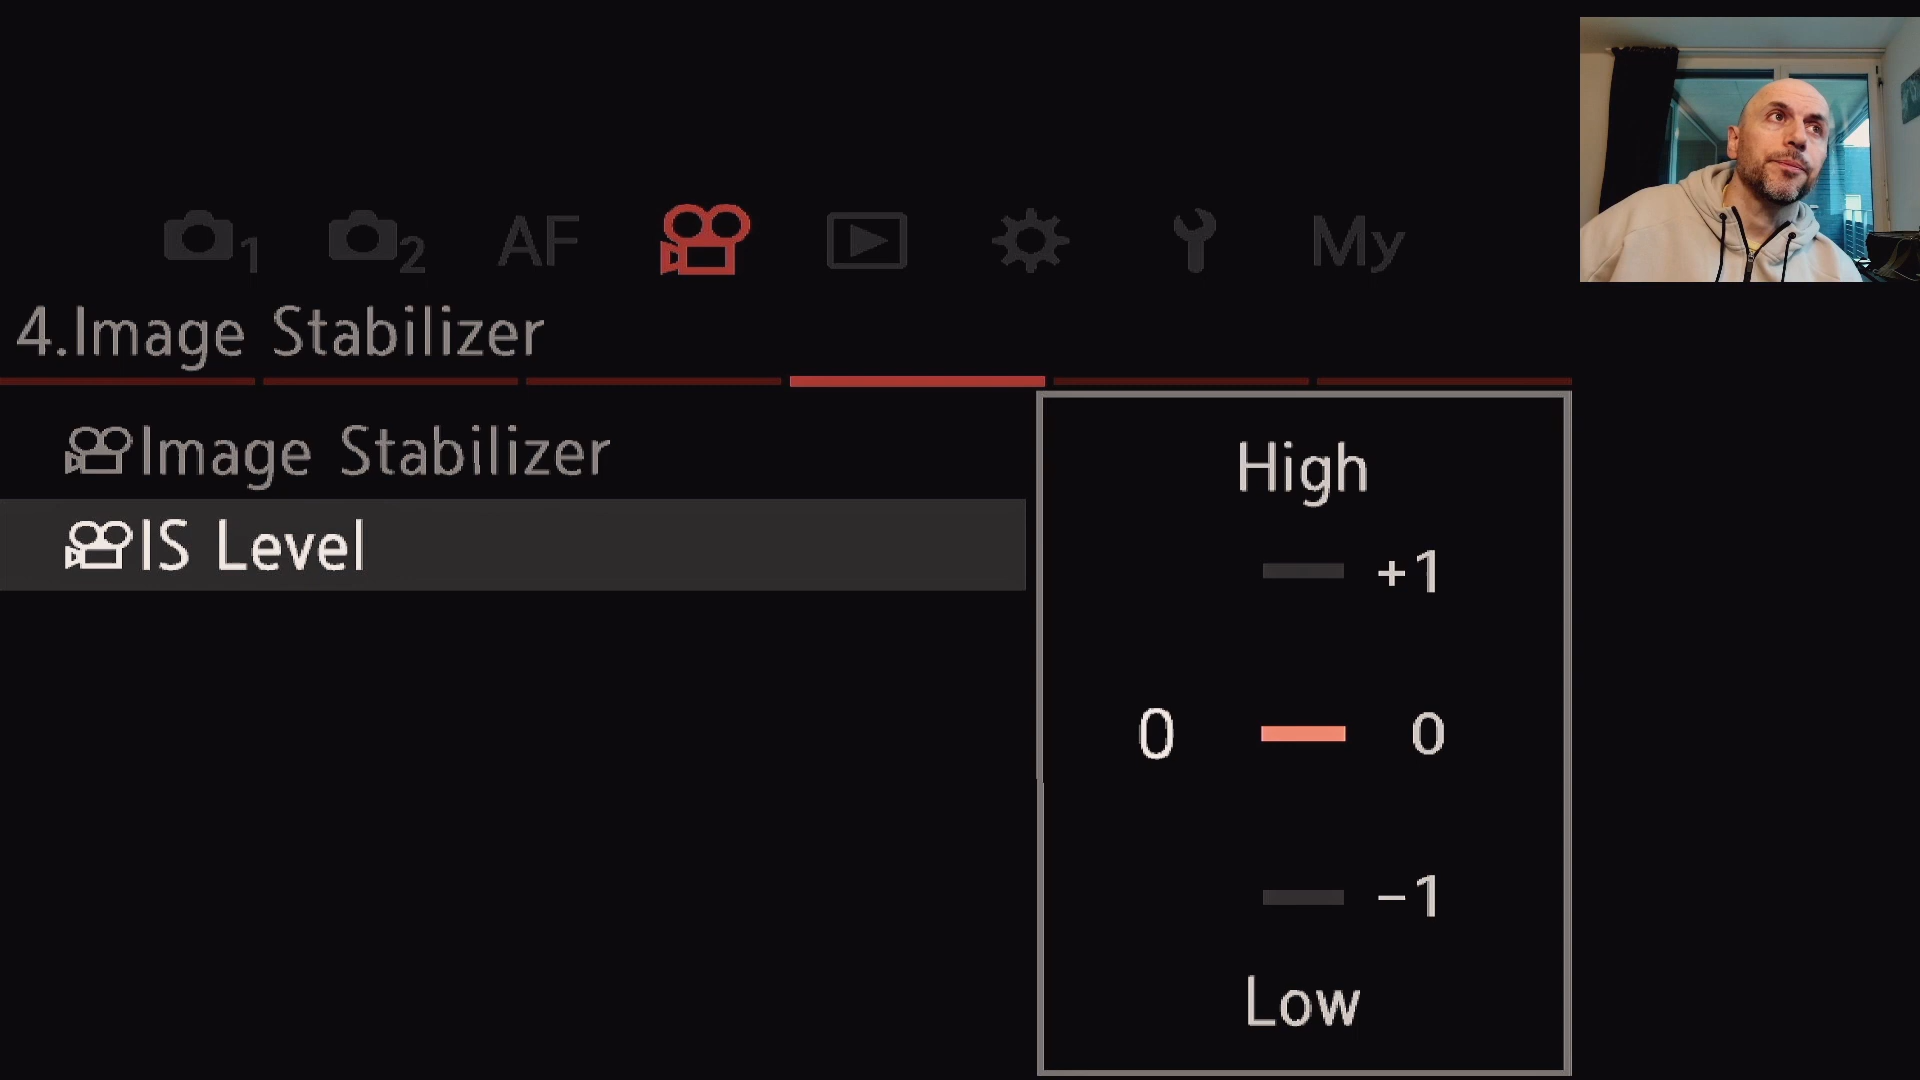 1 2 AF My
4.Image Stabilizer
Image Stabilizer
IS Level
High
+1
0 0
-1
Low